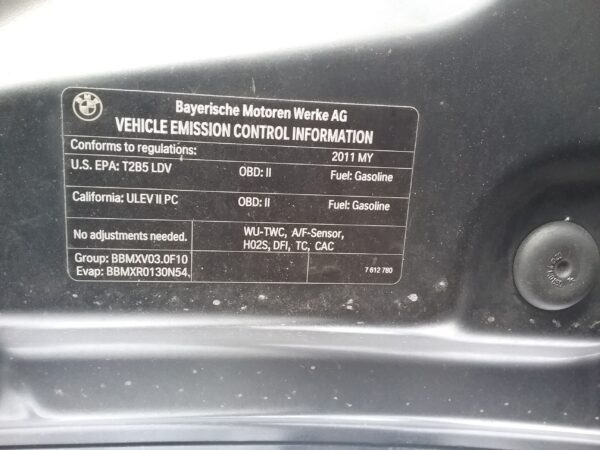 BMW
Bayerische Motoren Werke AG
VEHICLE EMISSION CONTROL INFORMATION
Conforms to regulations: 2011 MY
U.S. EPA: T2B5 LDV OBD: II Fuel: Gasoline
California: ULEV II PC OBD: II Fuel: Gasoline
No adjustments needed. WU-TWC, A/F-Sensor,
H02S, DFI, TC, CAC
Group: BBMXV03.0F10
Evap: BBMXR0130N54. 7 612 780